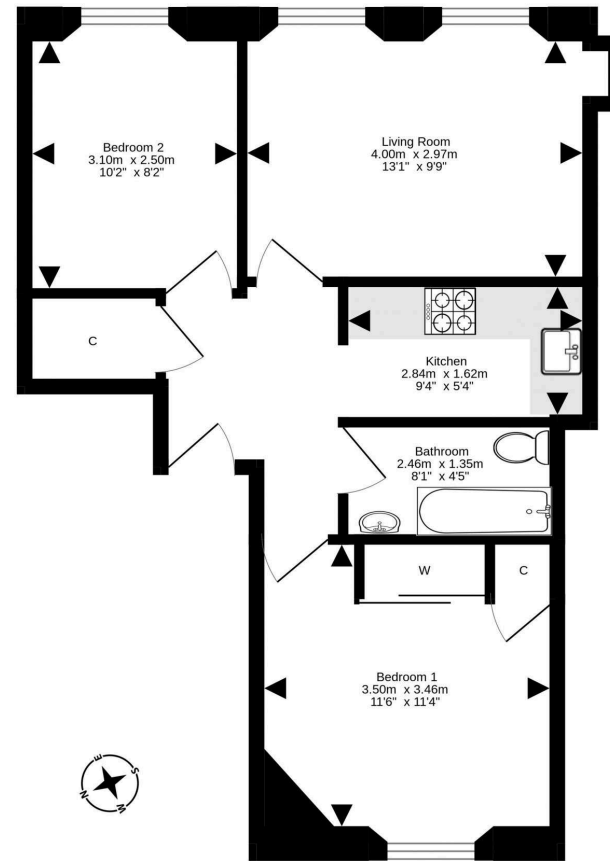 Bedroom 2
3.10m x 2.50m
10'2" x 8'2"
Living Room
4.00m x 2.97m
13'1" x 9'9"
C
Kitchen
2.84m x 1.62m
9'4" x 5'4"
Bathroom
2.46m x 1.35m
8'1" x 4'5"
W
C
Bedroom 1
3.50m x 3.46m
11'6" x 11'4"
E
S
N
W